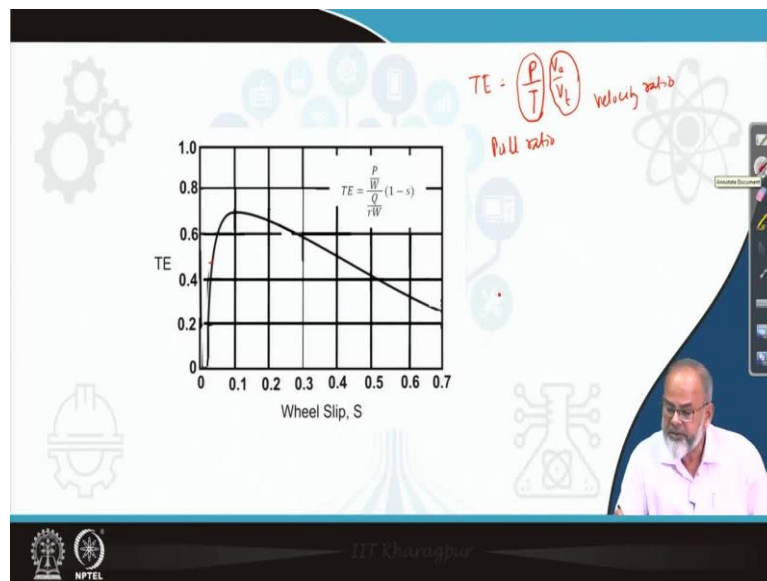 TE = P/T Va/Vt velocity ratio
Pull ratio
Annotate Document
1.0
0.8
0.6
0.4
0.2
0
TE
TE = P/W / Q/rW (1 − s)
0 0.1 0.2 0.3 0.4 0.5 0.6 0.7
Wheel Slip, S
IIT Kharagpur
NPTEL